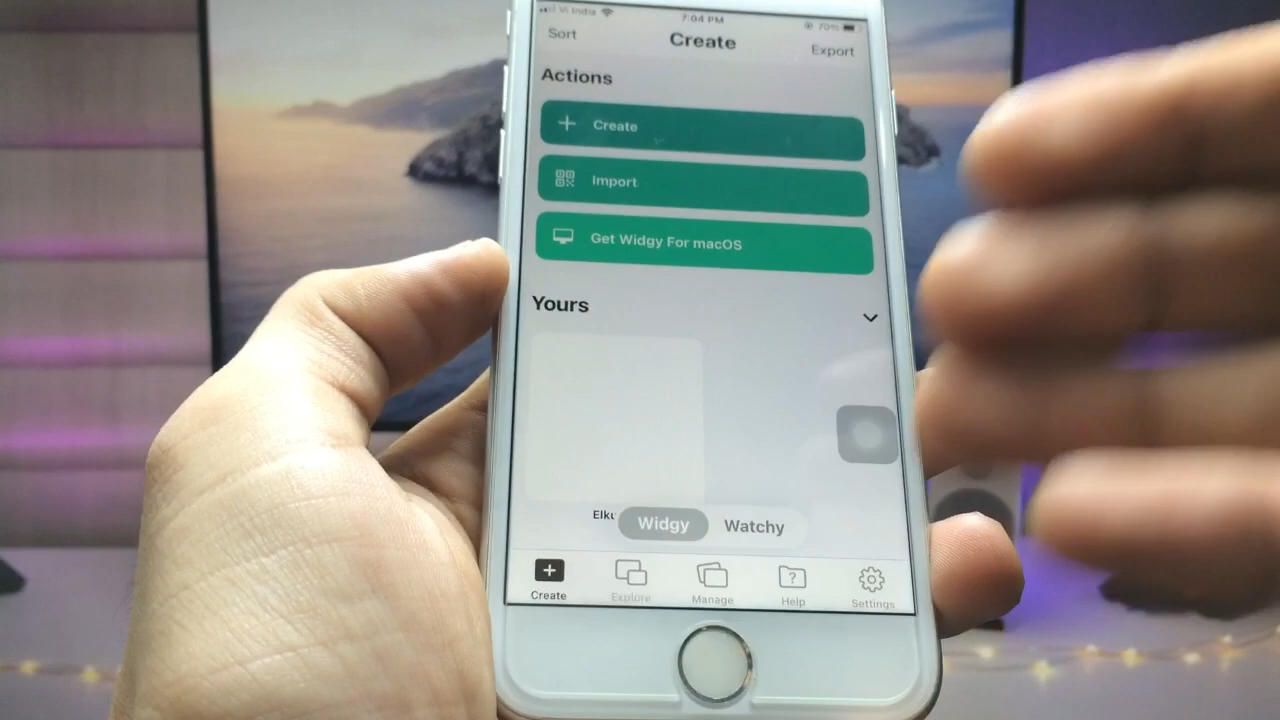 Vi India 7:04 PM 70%
Sort Create Export
Actions
Create
Import
Get Widgy For macOS
Yours
Widgy Watchy
Create Explore Manage Help Settings